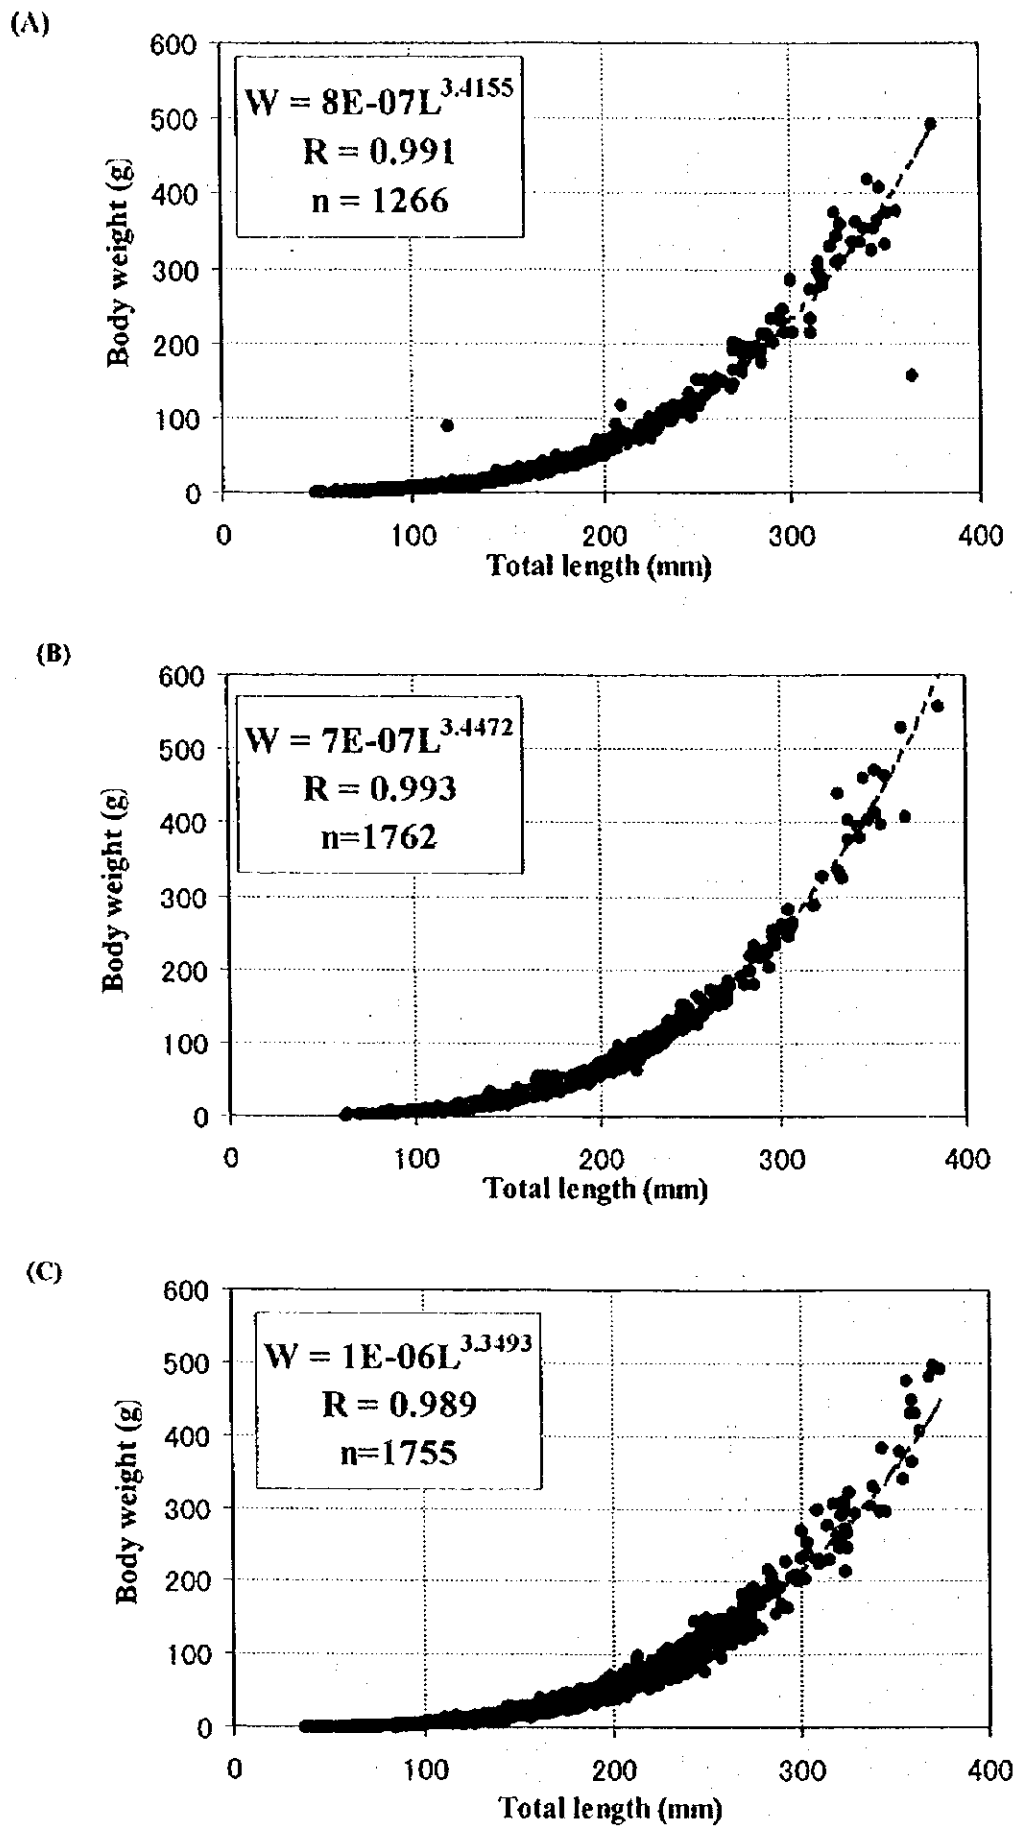 (A)
600
500
400
300
200
100
0
Body weight (g)
W = 8E-07L^3.4155
R = 0.991
n = 1266
0 100 200 300 400
Total length (mm)
(B)
600
500
400
300
200
100
0
Body weight (g)
W = 7E-07L^3.4472
R = 0.993
n=1762
0 100 200 300 400
Total length (mm)
(C)
600
500
400
300
200
100
0
Body weight (g)
W = 1E-06L^3.3493
R = 0.989
n=1755
0 100 200 300 400
Total length (mm)